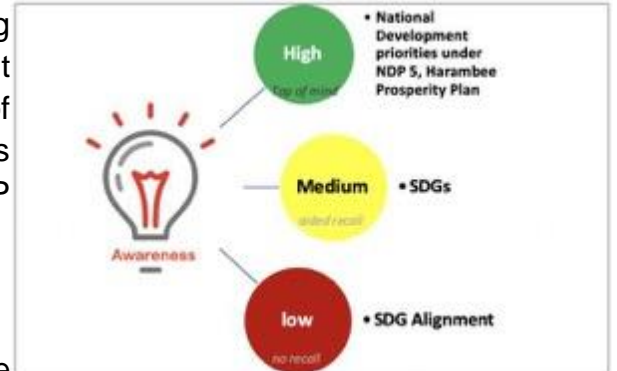 g
t
of
s
P
e
High
Top of mind
• National
Development
priorities under
NDP 5, Harambee
Prosperity Plan
Medium
aided recall
• SDGs
Awareness
low
no recall
• SDG Alignment